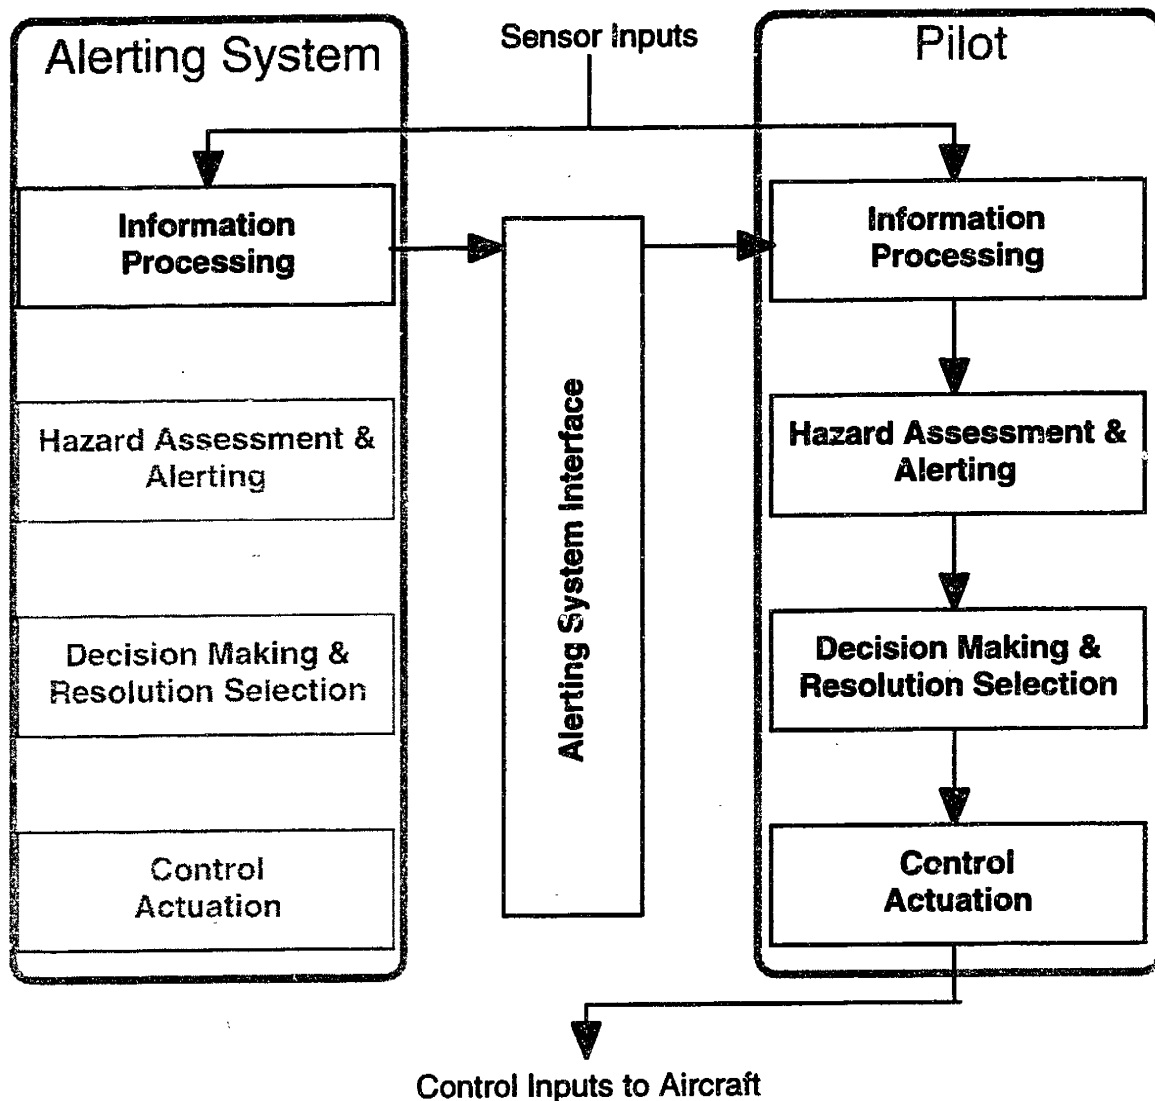 Alerting System
Sensor Inputs
Pilot
Information
Processing
Hazard Assessment &
Alerting
Decision Making &
Resolution Selection
Control
Actuation
Alerting System Interface
Information
Processing
Hazard Assessment &
Alerting
Decision Making &
Resolution Selection
Control
Actuation
Control Inputs to Aircraft